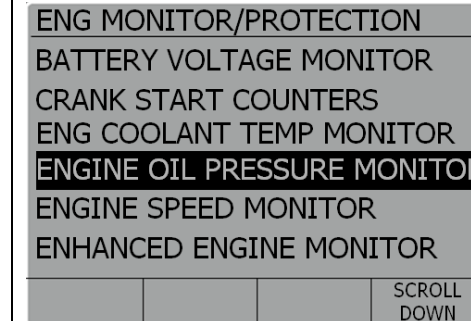 ENG MONITOR/PROTECTION
BATTERY VOLTAGE MONITOR
CRANK START COUNTERS
ENG COOLANT TEMP MONITOR
ENGINE OIL PRESSURE MONITOR
ENGINE SPEED MONITOR
ENHANCED ENGINE MONITOR
SCROLL
DOWN